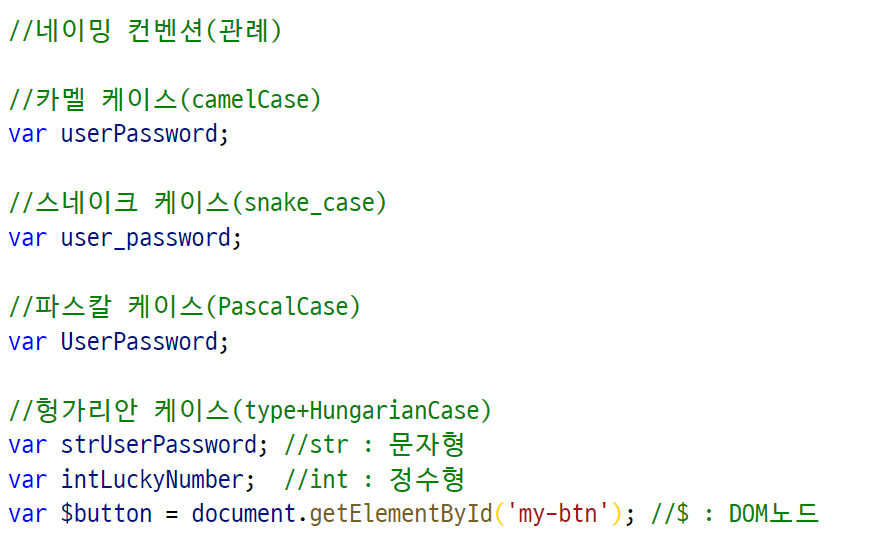 //네이밍 컨벤션(관례)
//카멜 케이스(camelCase)
var userPassword;
//스네이크 케이스(snake_case)
var user_password;
//파스칼 케이스(PascalCase)
var UserPassword;
//헝가리안 케이스(type+HungarianCase)
var strUserPassword; //str : 문자형
var intLuckyNumber;  //int : 정수형
var $button = document.getElementById('my-btn'); //$ : DOM노드